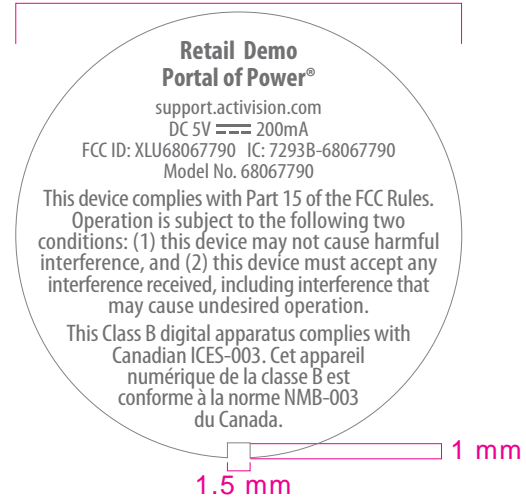 Retail Demo
Portal of Power®
support.activision.com
DC 5V 200mA
FCC ID: XLU68067790 IC: 7293B-68067790
Model No. 68067790
This device complies with Part 15 of the FCC Rules.
Operation is subject to the following two
conditions: (1) this device may not cause harmful
interference, and (2) this device must accept any
interference received, including interference that
may cause undesired operation.
This Class B digital apparatus complies with
Canadian ICES-003. Cet appareil
numérique de la classe B est
conforme à la norme NMB-003
du Canada.
1 mm
1.5 mm